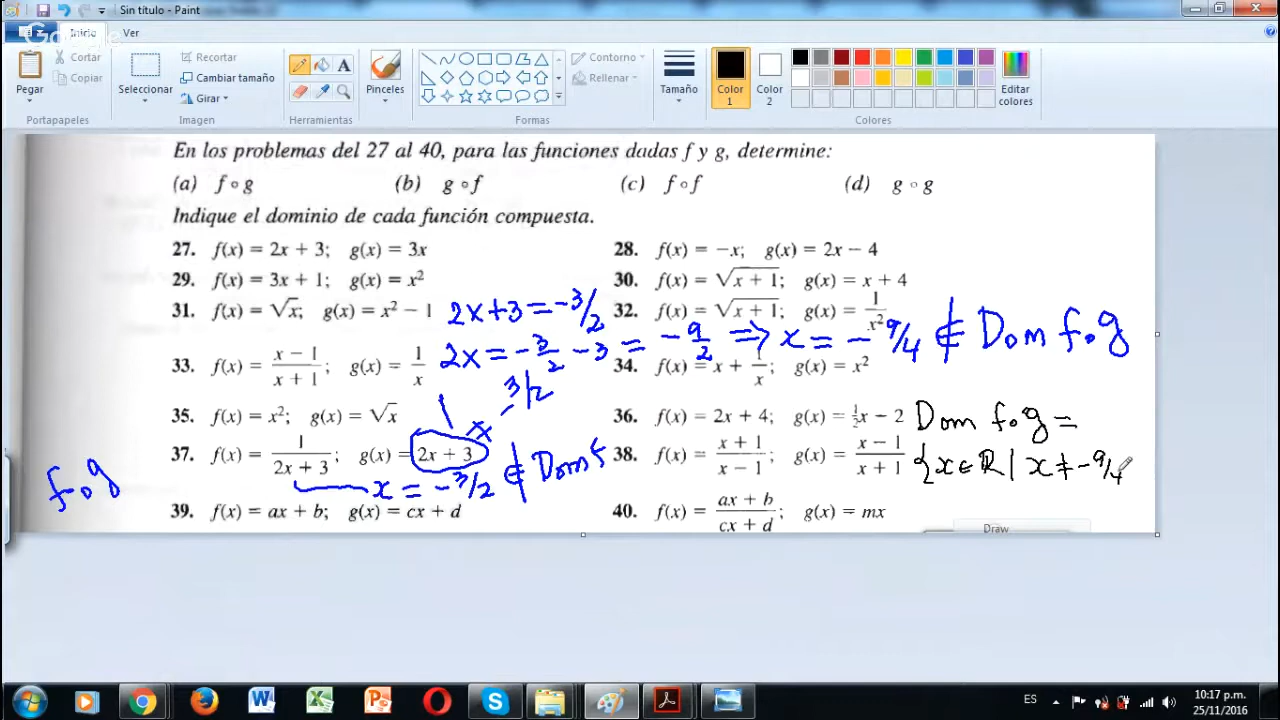 Sin título - Paint
Google
Inicio
Ver
Pegar
Cortar
Copiar
Portapapeles
Seleccionar
Recortar
Cambiar tamaño
Girar
Imagen
A
Herramientas
Pinceles
Contorno
Rellenar
Formas
Tamaño
Color 1
Color 2
Editar colores
Colores
En los problemas del 27 al 40, para las funciones dadas f y g, determine:
(a) f ∘ g (b) g ∘ f (c) f ∘ f (d) g ∘ g
Indique el dominio de cada función compuesta.
27. f(x) = 2x + 3; g(x) = 3x
28. f(x) = −x; g(x) = 2x − 4
29. f(x) = 3x + 1; g(x) = x²
30. f(x) = √(x + 1); g(x) = x + 4
31. f(x) = √x; g(x) = x² − 1
2x+3 = -3/2
32. f(x) = √(x + 1); g(x) = 1/x²
2x = -3/2 - 3 = -9/2 ⇒ x = -9/4 ∉ Dom f∘g
33. f(x) = (x − 1)/(x + 1); g(x) = 1/x
34. f(x) = x + 1/x; g(x) = x²
-3/2
35. f(x) = x²; g(x) = √x
36. f(x) = 2x + 4; g(x) = ½x − 2
Dom f∘g =
{x∈ℝ | x ≠ -9/4
37. f(x) = 1/(2x + 3); g(x) = 2x + 3
38. f(x) = (x + 1)/(x − 1); g(x) = (x − 1)/(x + 1)
f∘g
x = -3/2 ∉ Dom f
39. f(x) = ax + b; g(x) = cx + d
40. f(x) = (ax + b)/(cx + d); g(x) = mx
Draw
ES
10:17 p.m.
25/11/2016